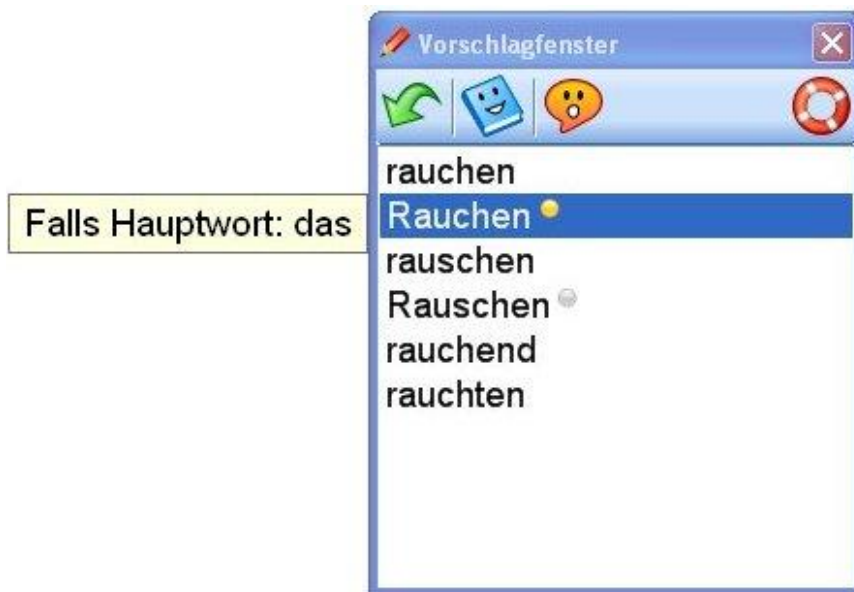 Vorschlagfenster
rauchen
Falls Hauptwort: das
Rauchen
rauschen
Rauschen
rauchend
rauchten